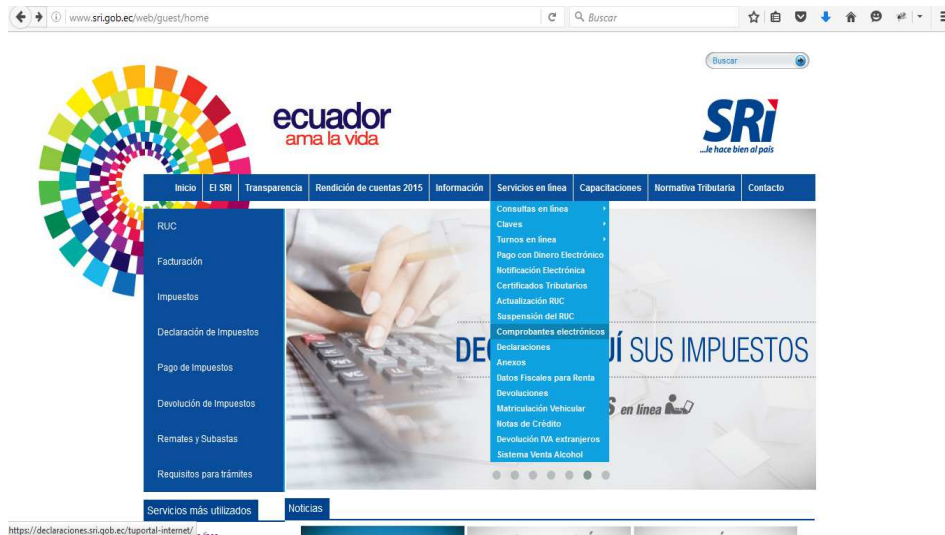 www.sri.gob.ec/web/guest/home
Buscar
Buscar
ecuador
ama la vida
SRi
...le hace bien al país
Inicio El SRI Transparencia Rendición de cuentas 2015 Información Servicios en línea Capacitaciones Normativa Tributaria Contacto
RUC
Facturación
Impuestos
Declaración de Impuestos
Pago de Impuestos
Devolución de Impuestos
Remates y Subastas
Requisitos para trámites
Consultas en línea
Claves
Turnos en línea
Pago con Dinero Electrónico
Notificación Electrónica
Certificados Tributarios
Actualización RUC
Suspensión del RUC
Comprobantes electrónicos
Declaraciones
Anexos
Datos Fiscales para Renta
Devoluciones
Matriculación Vehicular
Notas de Crédito
Devolución IVA extranjeros
Sistema Venta Alcohol
SUS IMPUESTOS
en línea
Servicios más utilizados
Noticias
https://declaraciones.sri.gob.ec/tuportal-internet/